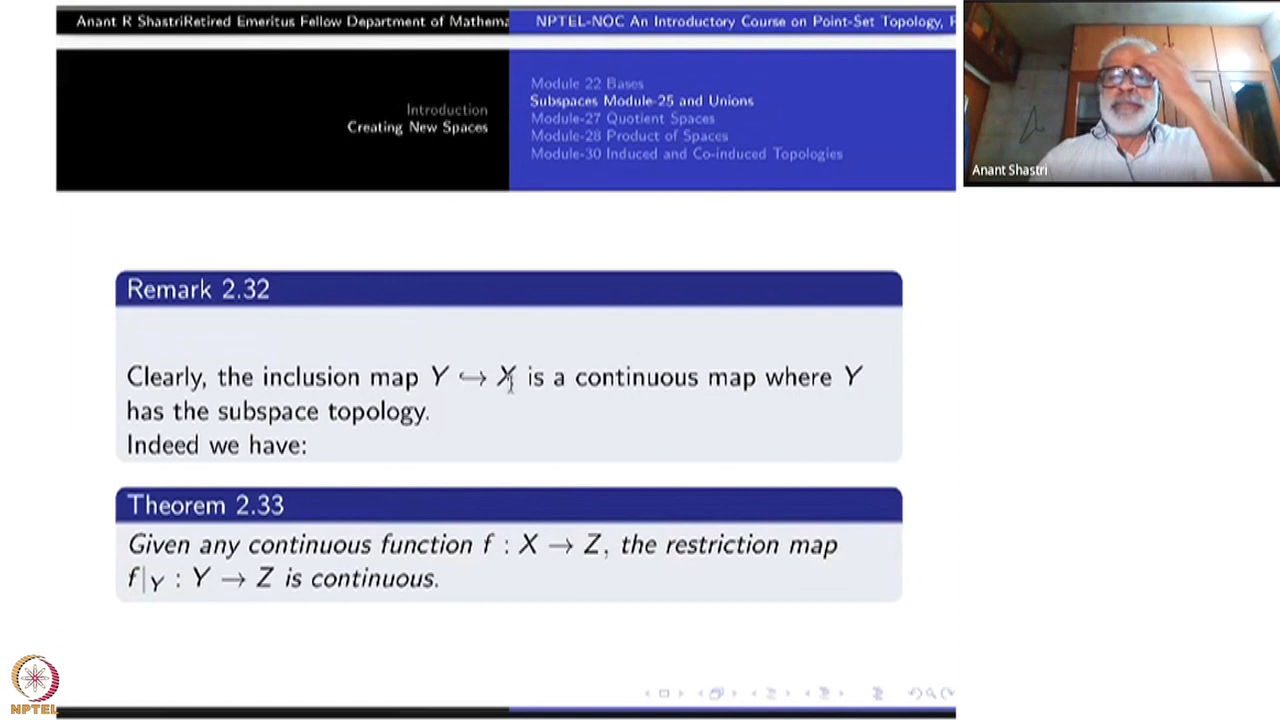 Anant R ShastriRetired Emeritus Fellow Department of Mathema
NPTEL-NOC An Introductory Course on Point-Set Topology, P
Introduction
Creating New Spaces
Module 22 Bases
Subspaces Module-25 and Unions
Module-27 Quotient Spaces
Module-28 Product of Spaces
Module-30 Induced and Co-induced Topologies
Anant Shastri
Remark 2.32
Clearly, the inclusion map Y ↪ X is a continuous map where Y
has the subspace topology.
Indeed we have:
Theorem 2.33
Given any continuous function f : X → Z, the restriction map
f|_Y : Y → Z is continuous.
NPTEL